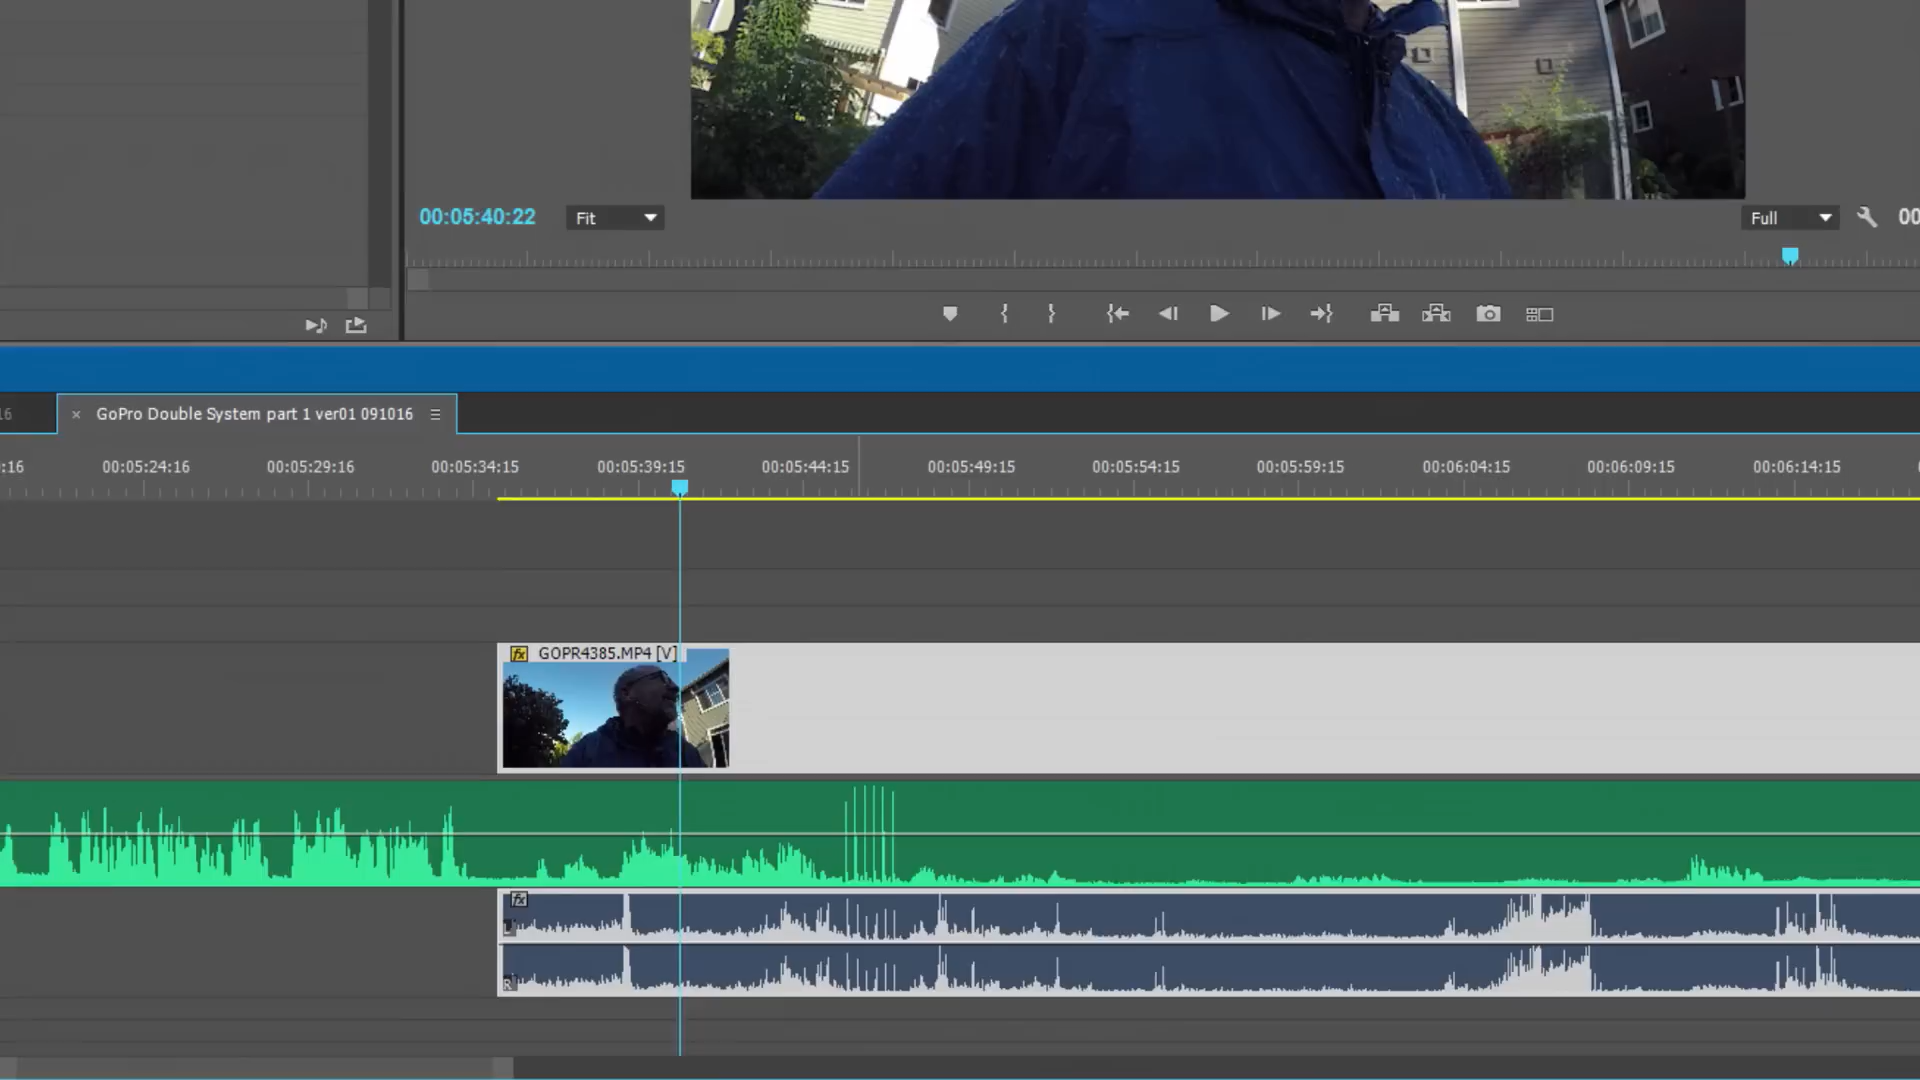 00:05:40:22 Fit Full 00
16 × GoPro Double System part 1 ver01 091016
:16 00:05:24:16 00:05:29:16 00:05:34:15 00:05:39:15 00:05:44:15 00:05:49:15 00:05:54:15 00:05:59:15 00:06:04:15 00:06:09:15 00:06:14:15
fx GOPR4385.MP4 [V]
fx
L
R